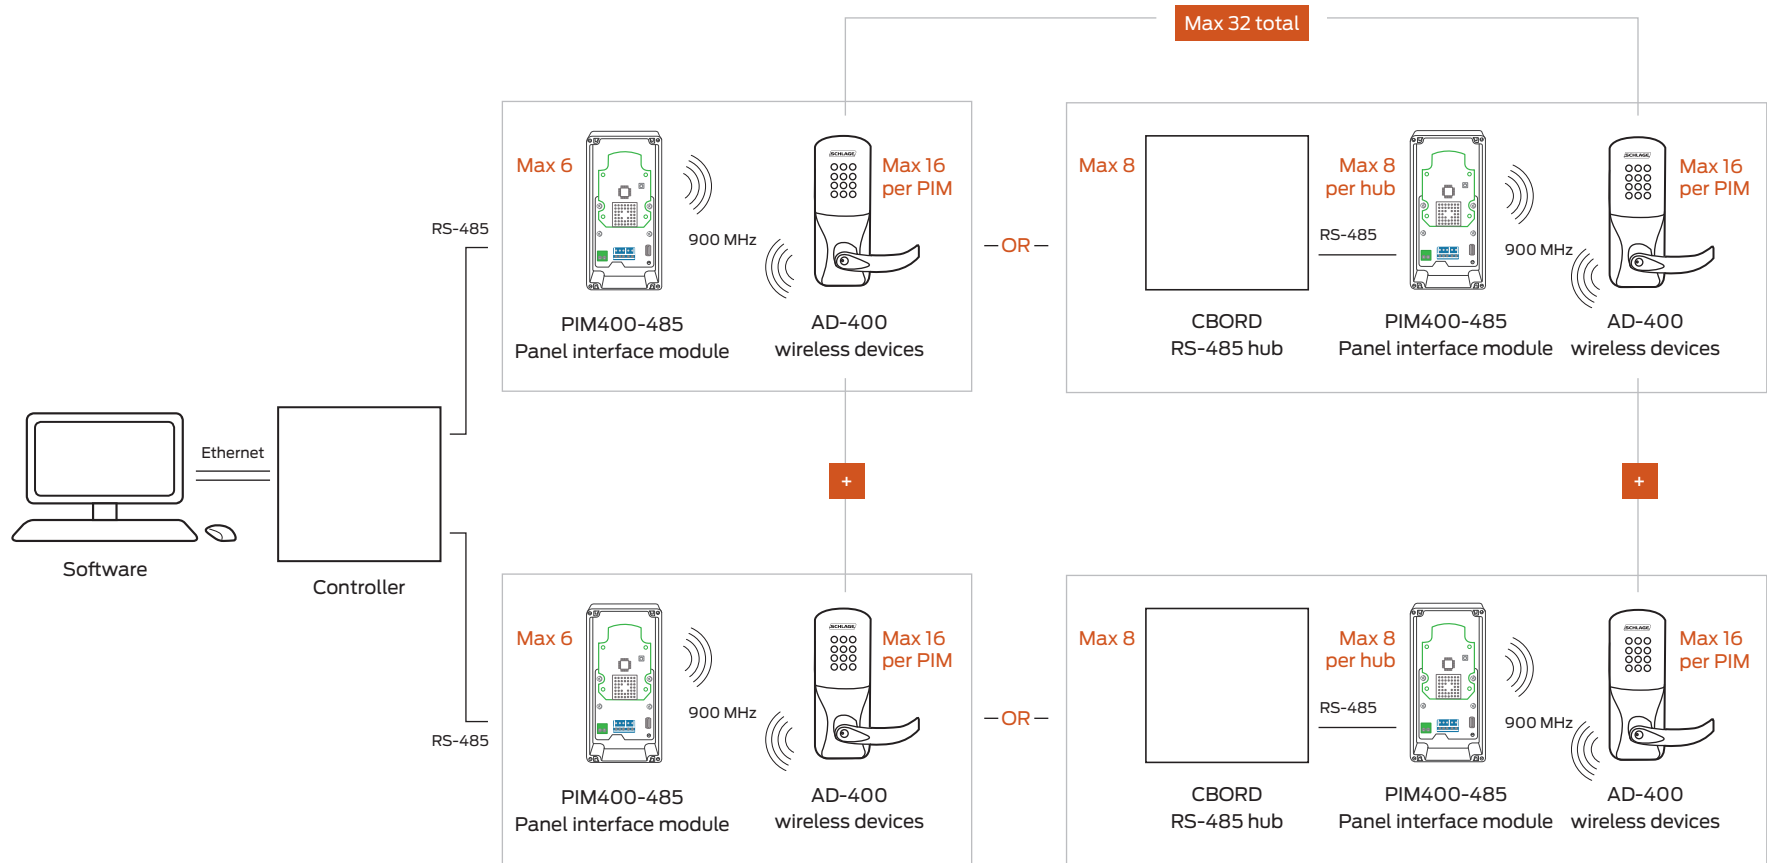 Max 32 total
Max 6
SCHLAGE
Max 16
per PIM
RS-485
900 MHz
PIM400-485
Panel interface module
AD-400
wireless devices
OR
Max 8
Max 8
per hub
SCHLAGE
Max 16
per PIM
RS-485
900 MHz
CBORD
RS-485 hub
PIM400-485
Panel interface module
AD-400
wireless devices
Ethernet
Software
Controller
+
+
Max 6
SCHLAGE
Max 16
per PIM
900 MHz
RS-485
PIM400-485
Panel interface module
AD-400
wireless devices
OR
Max 8
Max 8
per hub
SCHLAGE
Max 16
per PIM
RS-485
900 MHz
CBORD
RS-485 hub
PIM400-485
Panel interface module
AD-400
wireless devices